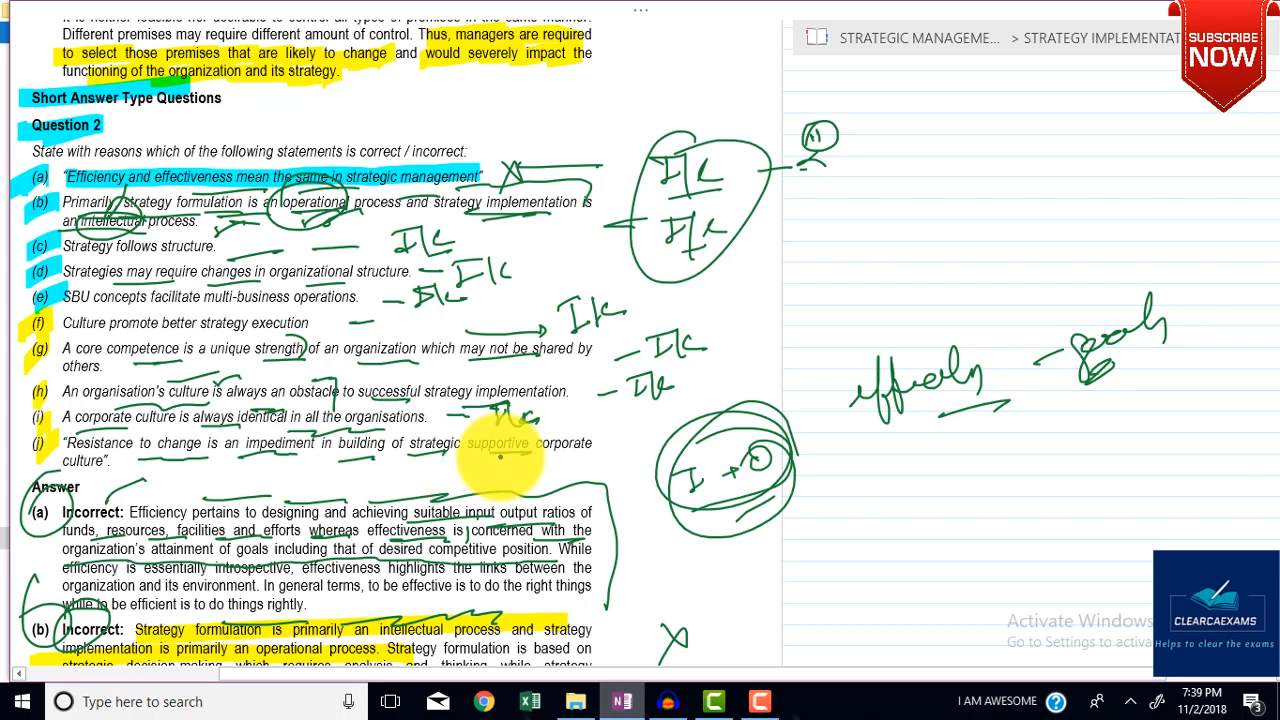 It is neither feasible nor desirable to control all types of premises in the same manner.
Different premises may require different amount of control. Thus, managers are required
to select those premises that are likely to change and would severely impact the
functioning of the organization and its strategy.
Short Answer Type Questions
Question 2
State with reasons which of the following statements is correct / incorrect:
(a) "Efficiency and effectiveness mean the same in strategic management"
(b) Primarily, strategy formulation is an operational process and strategy implementation is
an intellectual process.
(c) Strategy follows structure.
(d) Strategies may require changes in organizational structure.
(e) SBU concepts facilitate multi-business operations.
(f) Culture promote better strategy execution
(g) A core competence is a unique strength of an organization which may not be shared by
others.
(h) An organisation's culture is always an obstacle to successful strategy implementation.
(i) A corporate culture is always identical in all the organisations.
(j) "Resistance to change is an impediment in building of strategic supportive corporate
culture".
Answer
(a) Incorrect: Efficiency pertains to designing and achieving suitable input output ratios of
funds, resources, facilities and efforts whereas effectiveness is concerned with the
organization's attainment of goals including that of desired competitive position. While
efficiency is essentially introspective, effectiveness highlights the links between the
organization and its environment. In general terms, to be effective is to do the right things
while to be efficient is to do things rightly.
(b) Incorrect: Strategy formulation is primarily an intellectual process and strategy
implementation is primarily an operational process. Strategy formulation is based on
strategic decision-making which requires analysis and thinking while strategy
STRATEGIC MANAGEME... > STRATEGY IMPLEMENTAT
SUBSCRIBE
NOW
I/C
I/C
I/C
I/C
I/C
I/C
I/C
goals
I + O
Activate Windows
Go to Settings to activa
CLEARCAEXAMS
Helps to clear the exams
Type here to search
I AM AWESOME
7:39 PM
11/2/2018
3